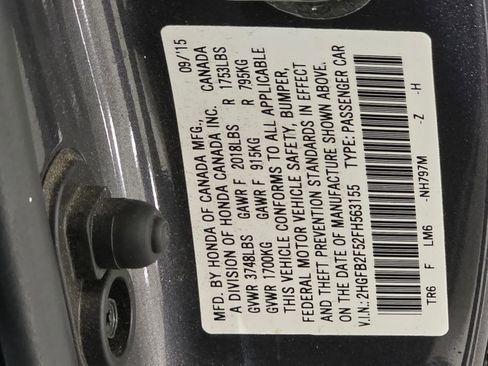 MFD. BY HONDA OF CANADA MFG., 09/'15
A DIVISION OF HONDA CANADA INC. CANADA
GVWR 3748LBS GAWR F 2018LBS R 1753LBS
GVWR 1700KG GAWR F 915KG R 795KG
THIS VEHICLE CONFORMS TO ALL APPLICABLE
FEDERAL MOTOR VEHICLE SAFETY, BUMPER,
AND THEFT PREVENTION STANDARDS IN EFFECT
ON THE DATE OF MANUFACTURE SHOWN ABOVE.
V.I.N.: 2HGFB2F52FH563155 TYPE: PASSENGER CAR
TR6 F LM6 -NH797M -Z -H